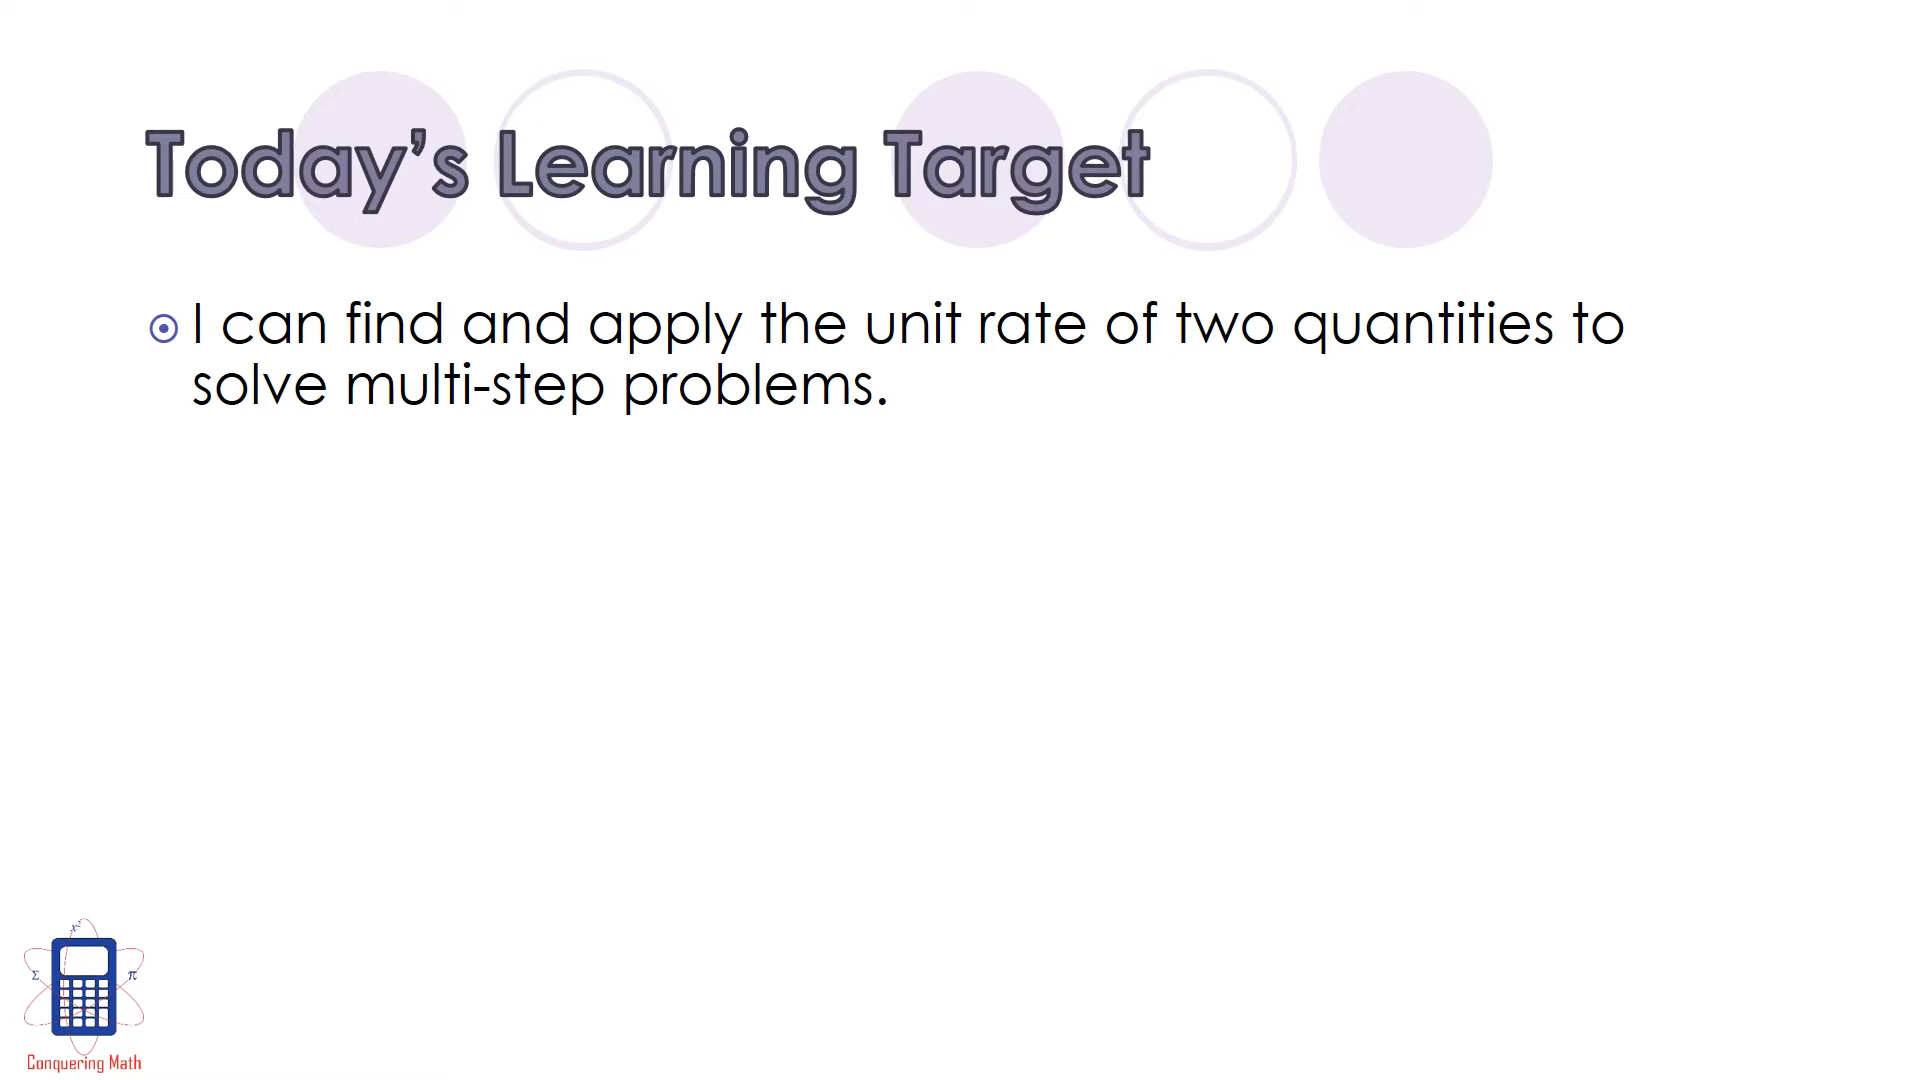 Today’s Learning Target
I can find and apply the unit rate of two quantities to
solve multi-step problems.
x²
Σ
π
Conquering Math